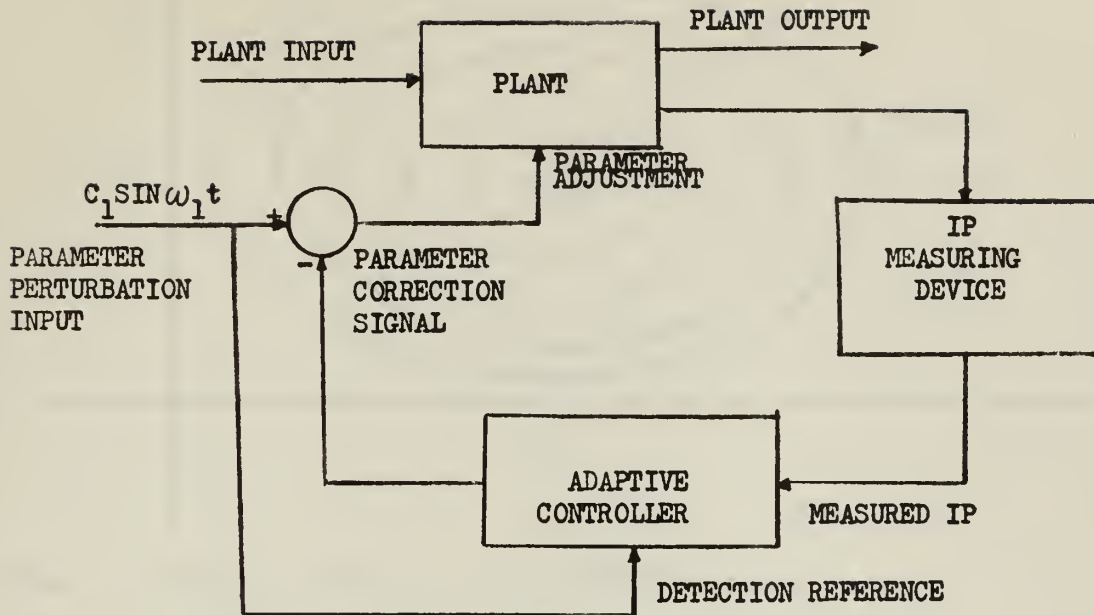 PLANT OUTPUT
PLANT INPUT
PLANT
PARAMETER
ADJUSTMENT
C₁SIN ω₁t
+
-
PARAMETER
PERTURBATION
INPUT
PARAMETER
CORRECTION
SIGNAL
IP
MEASURING
DEVICE
ADAPTIVE
CONTROLLER
MEASURED IP
DETECTION REFERENCE